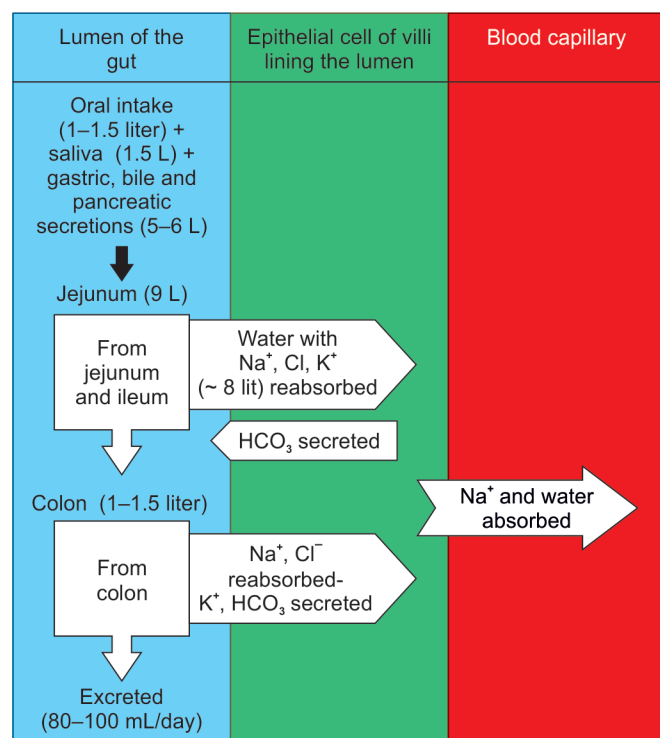 Lumen of the
gut
Epithelial cell of villi
lining the lumen
Blood capillary
Oral intake
(1–1.5 liter) +
saliva (1.5 L) +
gastric, bile and
pancreatic
secretions (5–6 L)
Jejunum (9 L)
From
jejunum
and ileum
Water with
Na⁺, Cl, K⁺
(~ 8 lit) reabsorbed
HCO₃ secreted
Colon (1–1.5 liter)
Na⁺ and water
absorbed
From
colon
Na⁺, Cl⁻
reabsorbed-
K⁺, HCO₃ secreted
Excreted
(80–100 mL/day)